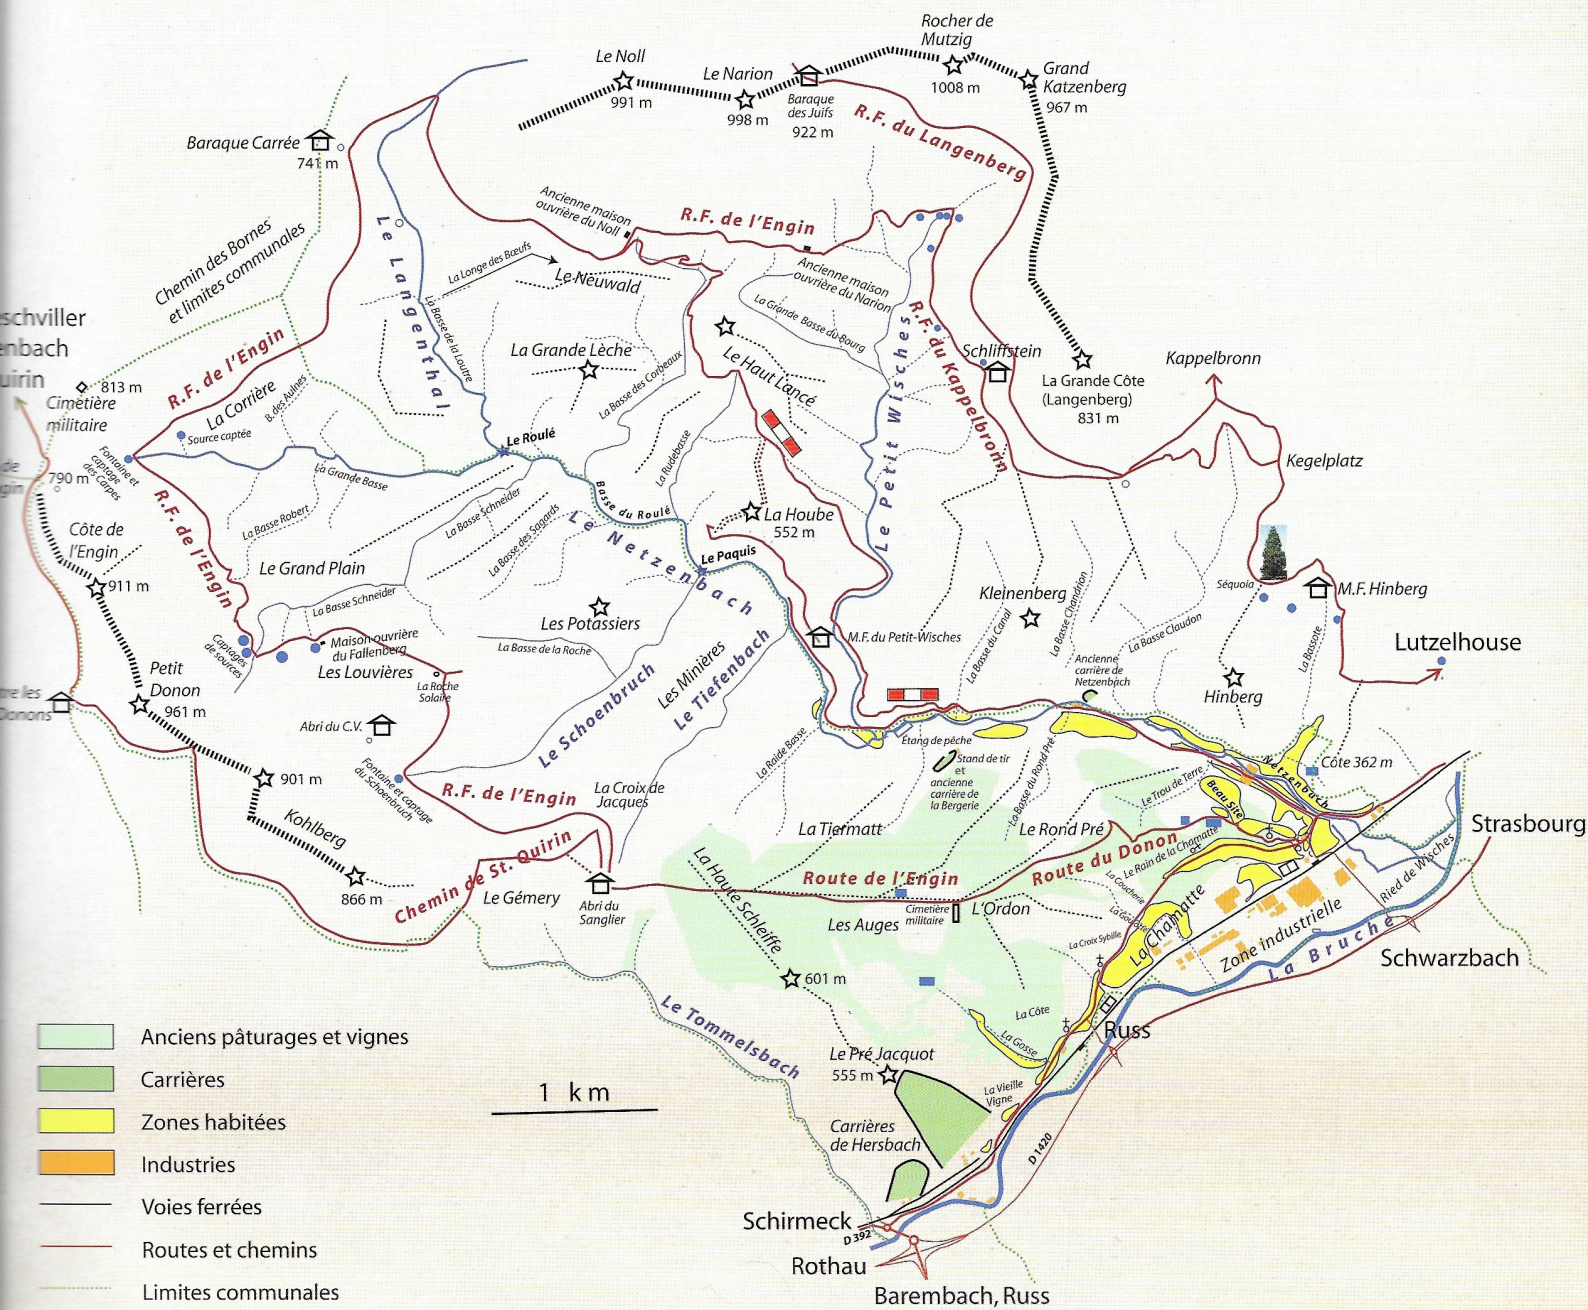 Rocher de
Mutzig
1008 m
Le Noll
991 m
Le Narion
998 m
Baraque
des Juifs
922 m
Grand
Katzenberg
967 m
R.F. du Langenberg
Baraque Carrée
741 m
Ancienne maison
ouvrière du Noll
R.F. de l'Engin
Ancienne maison
ouvrière du Narion
Chemin des Bornes
et limites communales
Le Langenthal
La Longe des Bœufs
Le Neuwald
La Basse de la Loutre
La Grande Basse du Bourg
Le Petit Wisches
R.F. du Kappelbronn
Schliffstein
La Grande Côte
(Langenberg)
831 m
Kappelbronn
Kegelplatz
schviller
enbach
uirin
813 m
Cimetière
militaire
R.F. de l'Engin
La Corrière
B. des Aulnes
Source captée
Fontaine et
captage
des Carpes
La Grande Lèche
La Basse des Corbeaux
Le Haut Lancé
Le Roulé
La Grande Basse
La Rudebasse
Basse du Roulé
de
gin
790 m
Côte de
l'Engin
911 m
R.F. de l'Engin
La Basse Robert
La Basse Schneider
La Basse des Sagards
Le Netzenbach
La Hoube
552 m
Le Paquis
Le Grand Plain
La Basse Schneider
Les Potassiers
La Basse de la Roche
Captages
de sources
Maison ouvrière
du Fallenberg
Les Louvières
La Roche
Solaire
Petit
Donon
961 m
tre les
Donons
Abri du C.V.
901 m
Fontaine et captage
du Schoenbruch
Le Schoenbruch
Les Minières
Le Tiefenbach
M.F. du Petit-Wisches
Kleinenberg
La Basse du Canal
La Basse Chandrion
La Basse Claudon
Ancienne
carrière de
Netzenbach
Séquoia
M.F. Hinberg
La Bassote
Hinberg
Lutzelhouse
La Raide Basse
Étang de pêche
Stand de tir
et
ancienne
carrière de
la Bergerie
La Basse du Rond Pré
Le Trou de Terre
Netzenbach
Côte 362 m
Beau Site
Kohlberg
866 m
R.F. de l'Engin
La Croix de
Jacques
Chemin de St. Quirin
Le Gémery
Abri du
Sanglier
La Tiermatt
Le Rond Pré
Route du Donon
Le Rain de la Chamatte
Route de l'Engin
La Haute Schleiffe
Les Auges
Cimetière
militaire
L'Ordon
La Coucherie
La Croix Sybille
La Chamatte
Zone industrielle
Ried de Wisches
La Bruche
Strasbourg
Schwarzbach
601 m
Le Tommelsbach
La Côte
La Gasse
Russ
Le Pré Jacquot
555 m
La Vieille
Vigne
Carrières
de Hersbach
D 1420
Schirmeck
D 392
Rothau
Barembach, Russ
1 km
Anciens pâturages et vignes
Carrières
Zones habitées
Industries
Voies ferrées
Routes et chemins
Limites communales